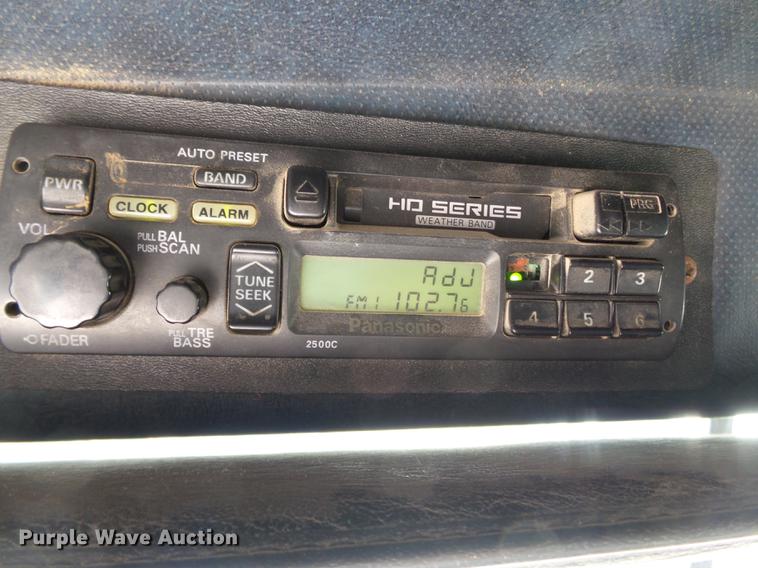 AUTO PRESET
PWR
BAND
CLOCK
ALARM
HD SERIES
WEATHER BAND
PRG
VOL
PULL BAL
PUSH SCAN
TUNE
SEEK
AdJ
FM1 102.76
Panasonic
2 3
4 5 6
PULL TRE
BASS
FADER
2500C
Purple Wave Auction